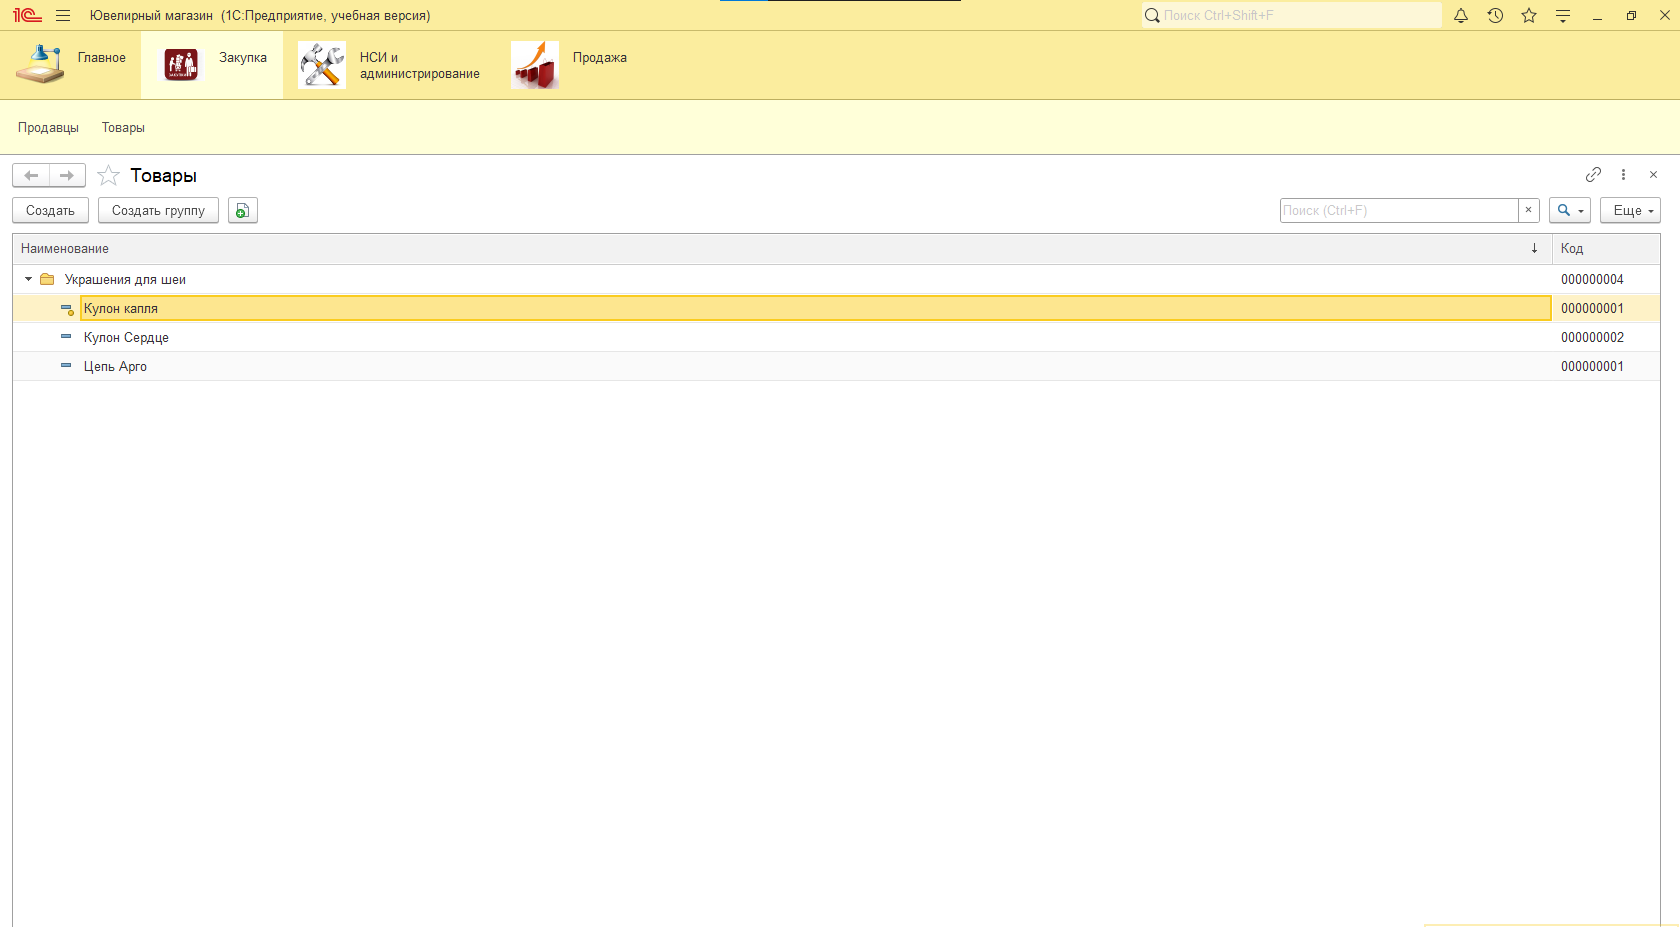 1С Ювелирный магазин (1С:Предприятие, учебная версия) Поиск Ctrl+Shift+F
Главное
Закупка
НСИ и
администрирование
Продажа
ЗАКУПКИ
Продавцы Товары
Товары
Создать Создать группу Поиск (Ctrl+F) × Еще
Наименование ↓ Код
Украшения для шеи 000000004
Кулон капля 000000001
Кулон Сердце 000000002
Цепь Арго 000000001